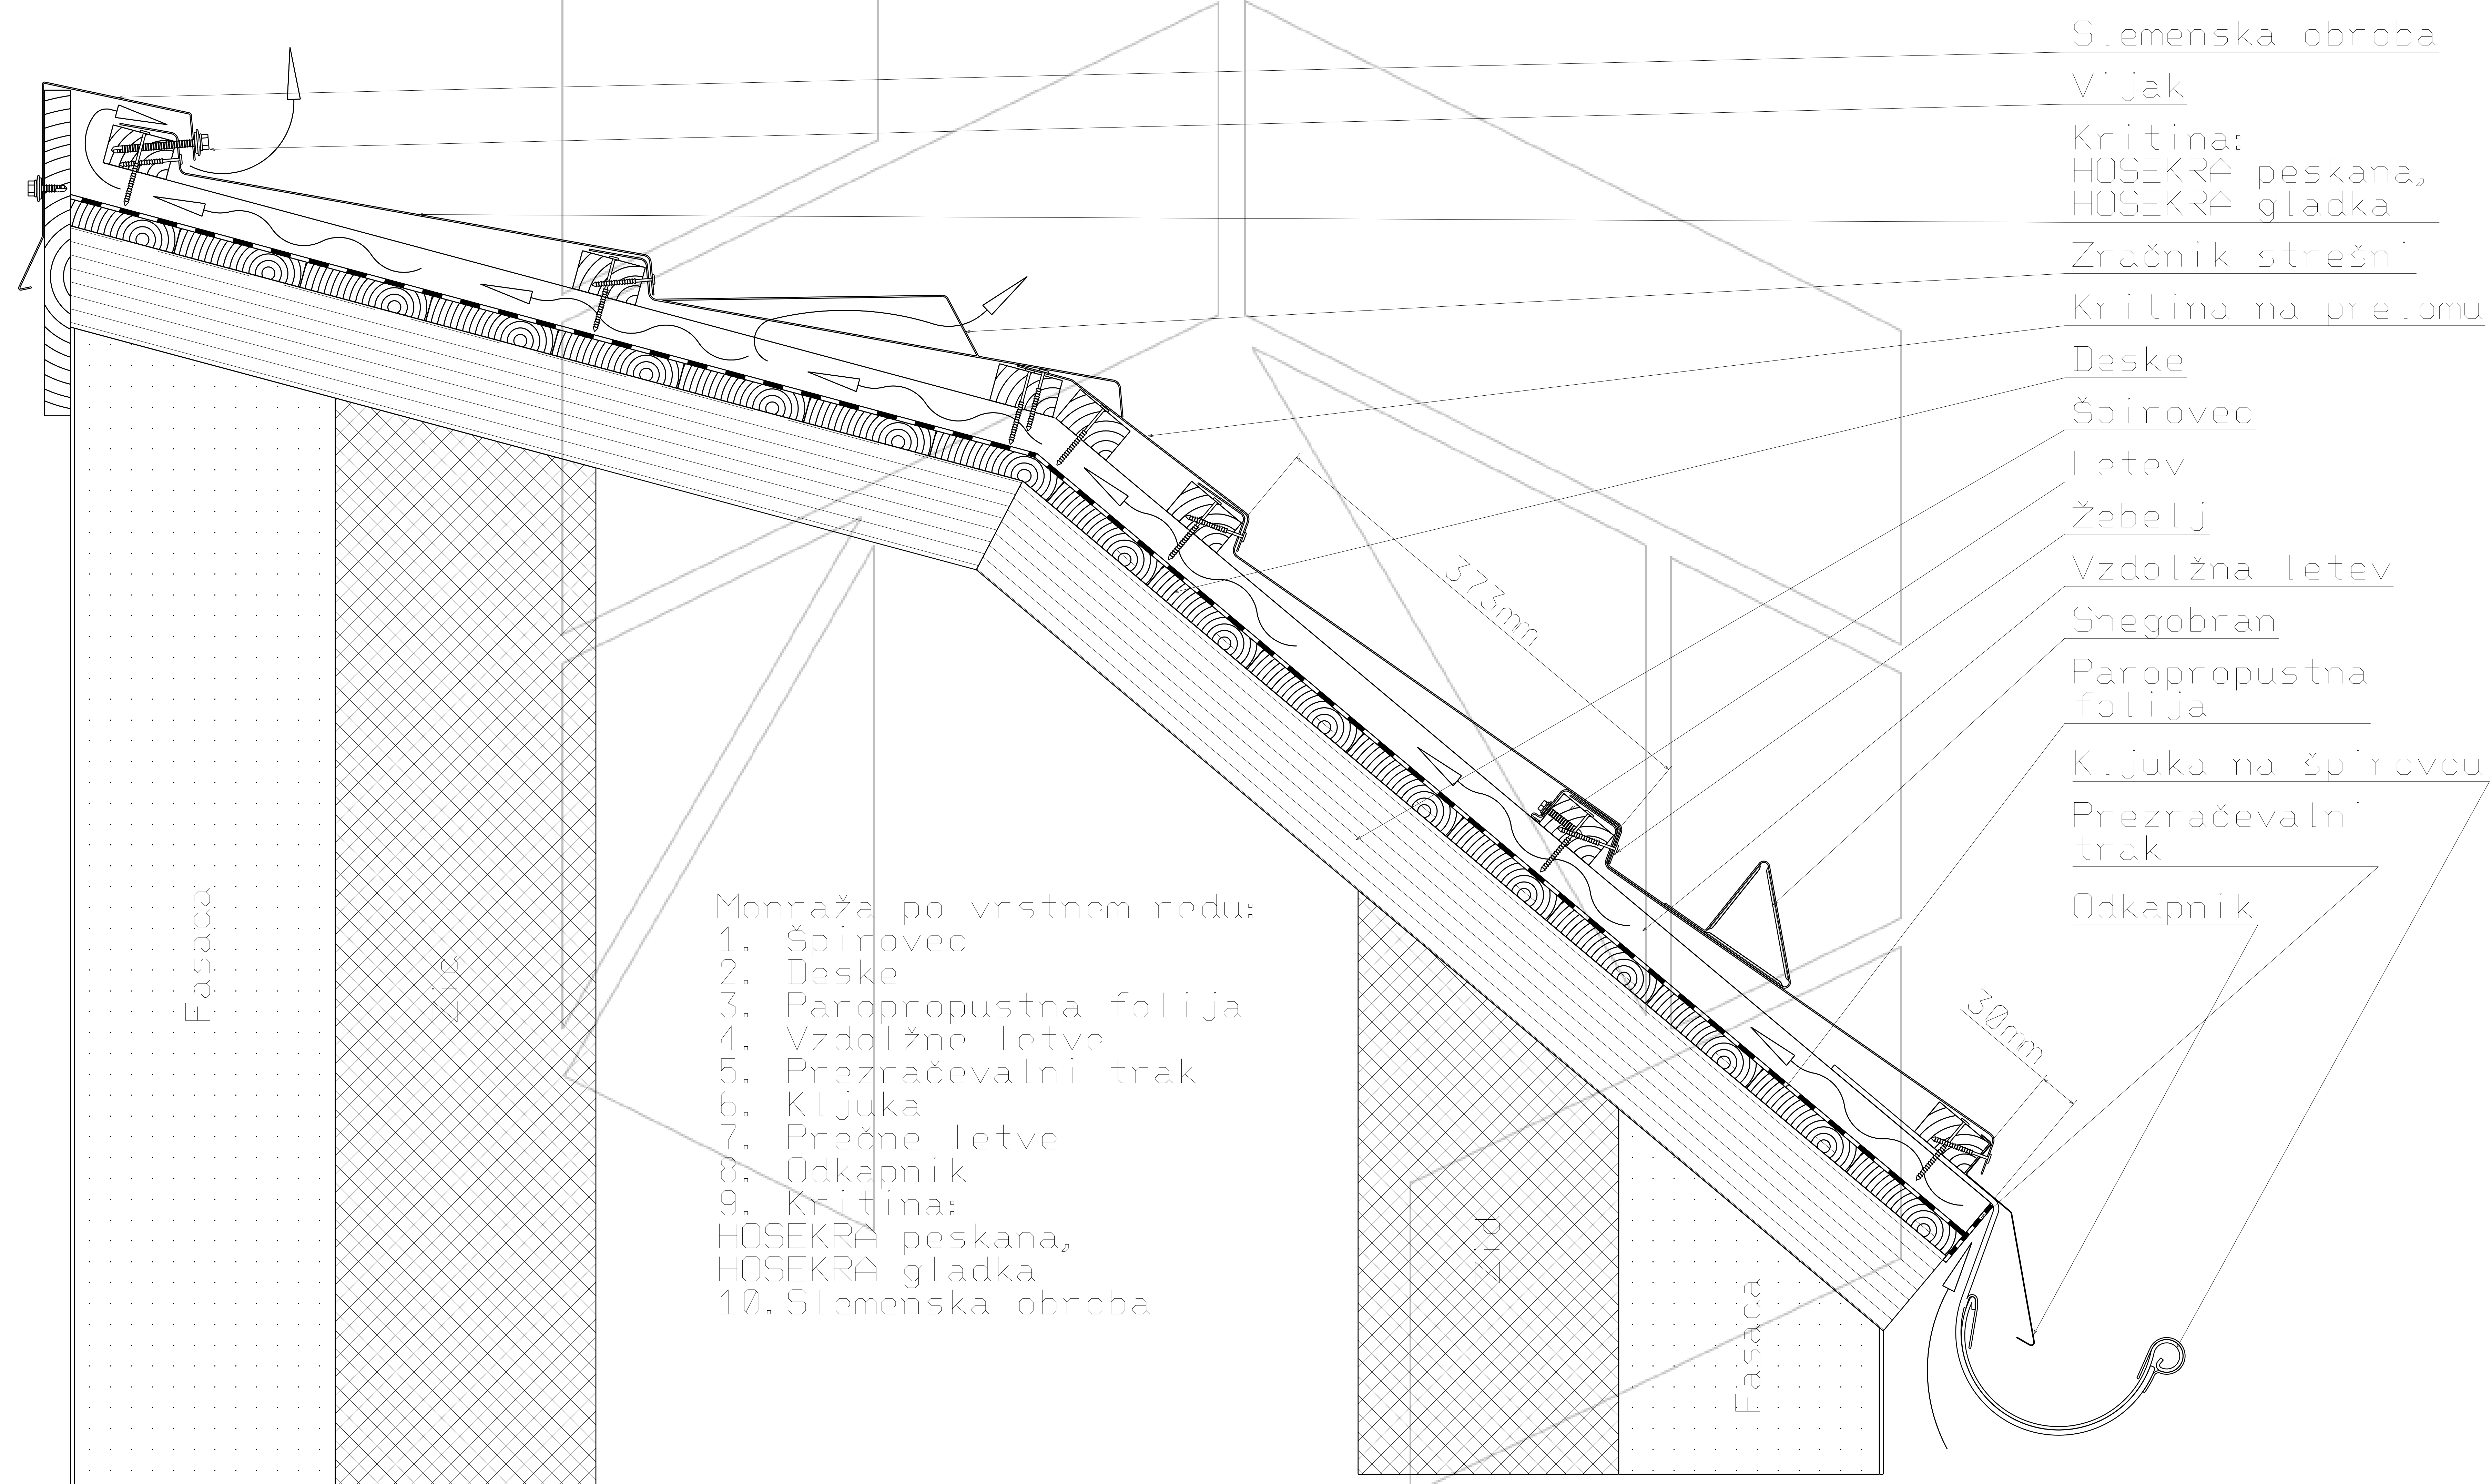 Slemenska obroba
Vijak
Kritina:
HOSEKRA peskana,
HOSEKRA gladka
Zračnik strešni
Kritina na prelomu
Deske
Špirovec
Letev
Žebelj
Vzdolžna letev
Snegobran
Paropropustna
folija
Kljuka na špirovcu
Prezračevalni
trak
Odkapnik
373mm
30mm
Fasada
Zid
Monraža po vrstnem redu:
1. Špirovec
2. Deske
3. Paropropustna folija
4. Vzdolžne letve
5. Prezračevalni trak
6. Kljuka
7. Prečne letve
8. Odkapnik
9. Kritina:
HOSEKRA peskana,
HOSEKRA gladka
10. Slemenska obroba
Zid
Fasada